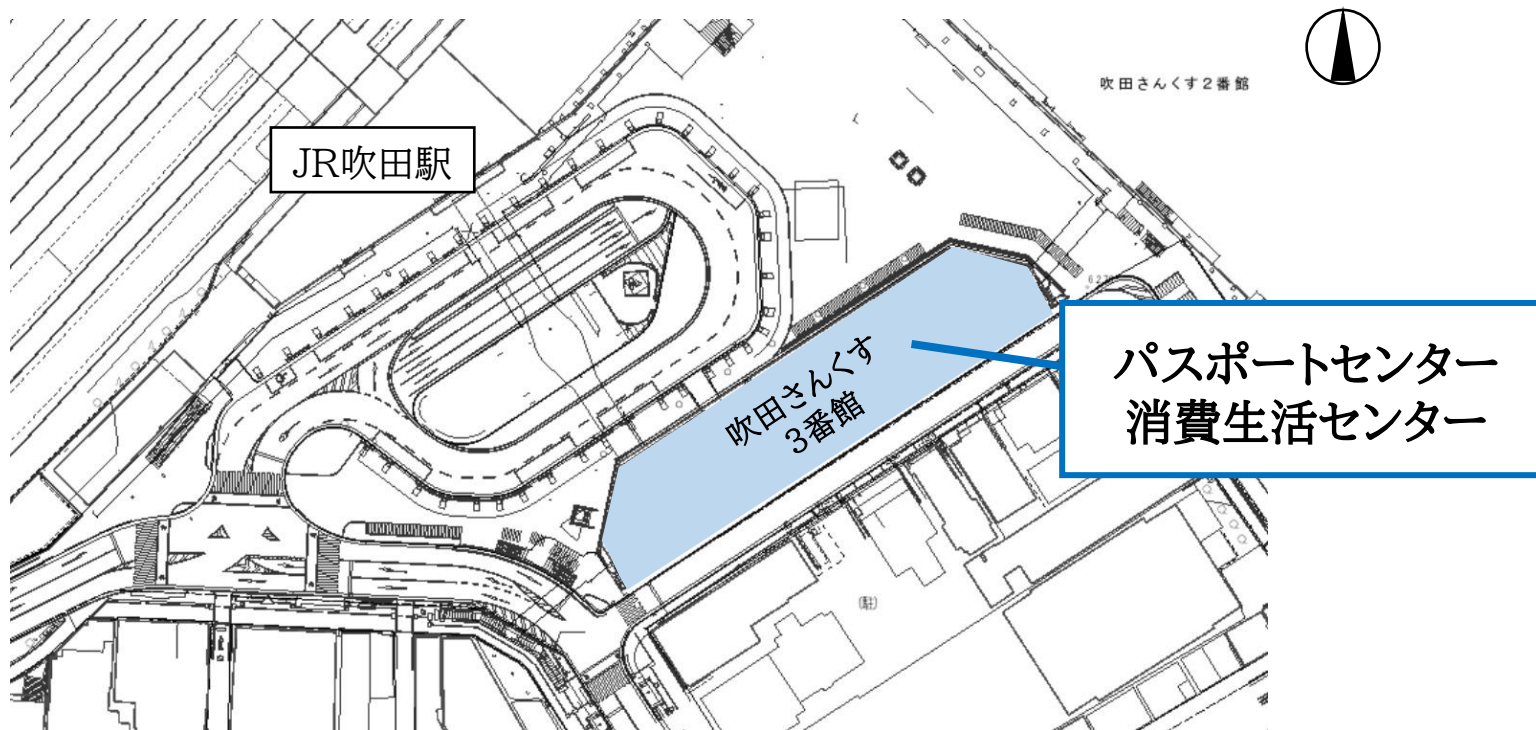 吹田さんくす2番館
JR吹田駅
吹田さんくす
3番館
パスポートセンター
消費生活センター
(駐)